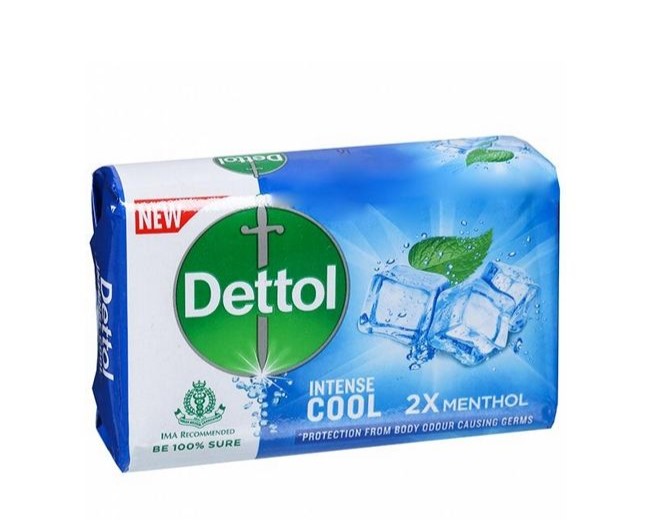 Dettol
NEW
Dettol
Dettol
INTENSE
COOL
2X MENTHOL
*PROTECTION FROM BODY ODOUR CAUSING GERMS
IMA RECOMMENDED
BE 100% SURE